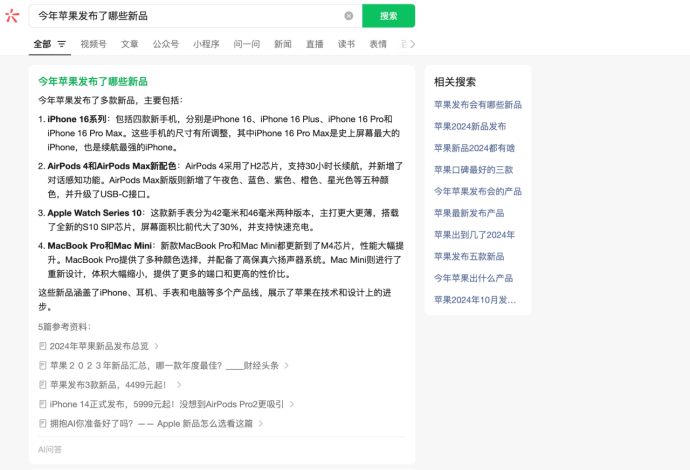 今年苹果发布了哪些新品
搜索
全部 视频号 文章 公众号 小程序 问一问 新闻 直播 读书 表情
今年苹果发布了哪些新品
今年苹果发布了多款新品，主要包括：
1. iPhone 16系列：包括四款新手机，分别是iPhone 16、iPhone 16 Plus、iPhone 16 Pro和
iPhone 16 Pro Max。这些手机的尺寸有所调整，其中iPhone 16 Pro Max是史上屏幕最大的
iPhone，也是续航最强的iPhone。
2. AirPods 4和AirPods Max新配色：AirPods 4采用了H2芯片，支持30小时长续航，并新增了
对话感知功能。AirPods Max新版则新增了午夜色、蓝色、紫色、橙色、星光色等五种颜
色，并升级了USB-C接口。
3. Apple Watch Series 10：这款新手表分为42毫米和46毫米两种版本，主打更大更薄，搭载
了全新的S10 SIP芯片，屏幕面积比前代大了30%，并支持快速充电。
4. MacBook Pro和Mac Mini：新款MacBook Pro和Mac Mini都更新到了M4芯片，性能大幅提
升。MacBook Pro提供了多种颜色选择，并配备了高保真六扬声器系统。Mac Mini则进行了
重新设计，体积大幅缩小，提供了更多的端口和更高的性价比。
这些新品涵盖了iPhone、耳机、手表和电脑等多个产品线，展示了苹果在技术和设计上的进
步。
5篇参考资料：
2024年苹果新品发布总览
苹果２０２３年新品汇总，哪一款年度最佳？____财经头条
苹果发布3款新品，4499元起！
iPhone 14正式发布，5999元起！没想到AirPods Pro2更吸引
拥抱AI你准备好了吗？—— Apple 新品怎么选看这篇
AI问答
相关搜索
苹果发布会有哪些新品
苹果2024新品发布
苹果新品2024都有啥
苹果口碑最好的三款
今年苹果发布会的产品
苹果最新发布产品
苹果出到几了2024年
苹果发布五款新品
今年苹果出什么产品
苹果2024年10月发...